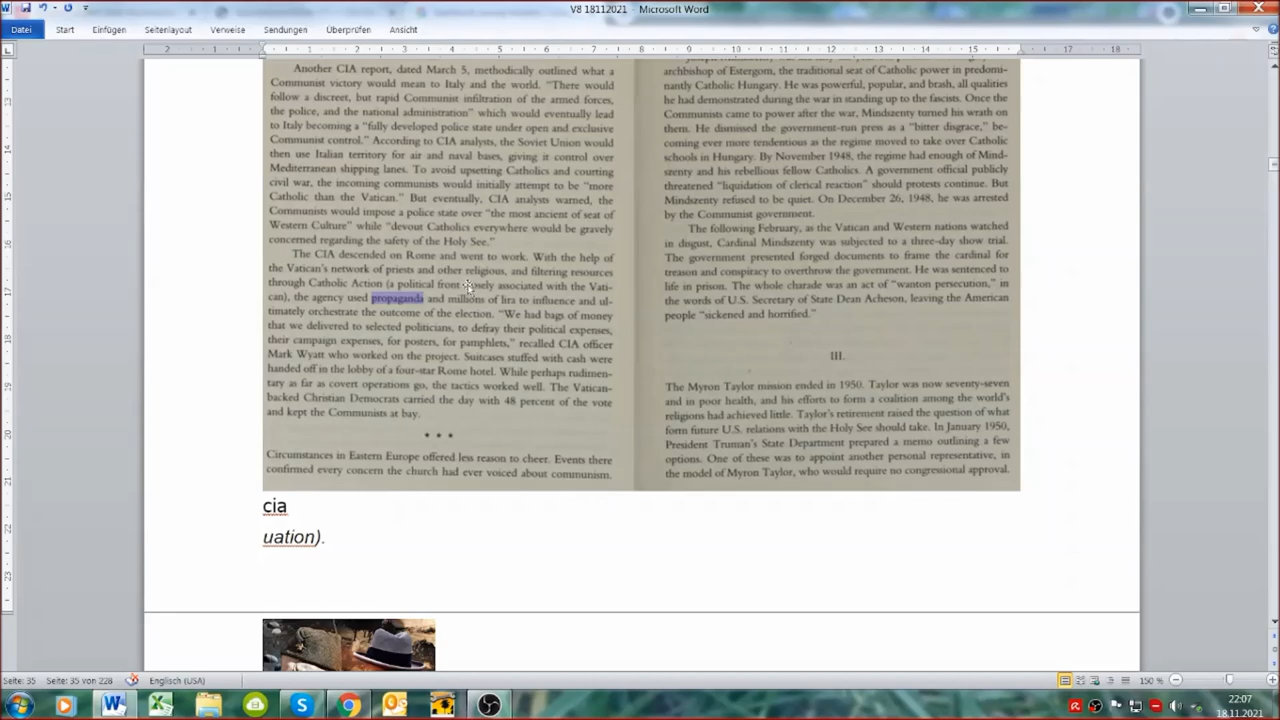 V8 18112021 - Microsoft Word
Datei Start Einfügen Seitenlayout Verweise Sendungen Überprüfen Ansicht
2 1 1 2 3 4 5 6 7 8 9 10 11 12 13 14 15 17 18
Another CIA report, dated March 5, methodically outlined what a
Communist victory would mean to Italy and the world. "There would
follow a discreet, but rapid Communist infiltration of the armed forces,
the police, and the national administration" which would eventually lead
to Italy becoming a "fully developed police state under open and exclusive
Communist control." According to CIA analysts, the Soviet Union would
then use Italian territory for air and naval bases, giving it control over
Mediterranean shipping lanes. To avoid upsetting Catholics and courting
civil war, the incoming communists would initially attempt to be "more
Catholic than the Vatican." But eventually, CIA analysts warned, the
Communists would impose a police state over "the most ancient of seat of
Western Culture" while "devout Catholics everywhere would be gravely
concerned regarding the safety of the Holy See."
The CIA descended on Rome and went to work. With the help of
the Vatican's network of priests and other religious, and filtering resources
through Catholic Action (a political front closely associated with the Vati-
can), the agency used propaganda and millions of lira to influence and ul-
timately orchestrate the outcome of the election. "We had bags of money
that we delivered to selected politicians, to defray their political expenses,
their campaign expenses, for posters, for pamphlets," recalled CIA officer
Mark Wyatt who worked on the project. Suitcases stuffed with cash were
handed off in the lobby of a four-star Rome hotel. While perhaps rudimen-
tary as far as covert operations go, the tactics worked well. The Vatican-
backed Christian Democrats carried the day with 48 percent of the vote
and kept the Communists at bay.
* * *
Circumstances in Eastern Europe offered less reason to cheer. Events there
confirmed every concern the church had ever voiced about communism.
archbishop of Estergom, the traditional seat of Catholic power in predomi-
nantly Catholic Hungary. He was powerful, popular, and brash, all qualities
he had demonstrated during the war in standing up to the fascists. Once the
Communists came to power after the war, Mindszenty turned his wrath on
them. He dismissed the government-run press as a "bitter disgrace," be-
coming ever more tendentious as the regime moved to take over Catholic
schools in Hungary. By November 1948, the regime had enough of Mind-
szenty and his rebellious fellow Catholics. A government official publicly
threatened "liquidation of clerical reaction" should protests continue. But
Mindszenty refused to be quiet. On December 26, 1948, he was arrested
by the Communist government.
The following February, as the Vatican and Western nations watched
in disgust, Cardinal Mindszenty was subjected to a three-day show trial.
The government presented forged documents to frame the cardinal for
treason and conspiracy to overthrow the government. He was sentenced to
life in prison. The whole charade was an act of "wanton persecution," in
the words of U.S. Secretary of State Dean Acheson, leaving the American
people "sickened and horrified."
III.
The Myron Taylor mission ended in 1950. Taylor was now seventy-seven
and in poor health, and his efforts to form a coalition among the world's
religions had achieved little. Taylor's retirement raised the question of what
form future U.S. relations with the Holy See should take. In January 1950,
President Truman's State Department prepared a memo outlining a few
options. One of these was to appoint another personal representative, in
the model of Myron Taylor, who would require no congressional approval.
cia
uation).
Seite: 35 Seite: 35 von 228 Englisch (USA) 150 %
22:07
18.11.2021